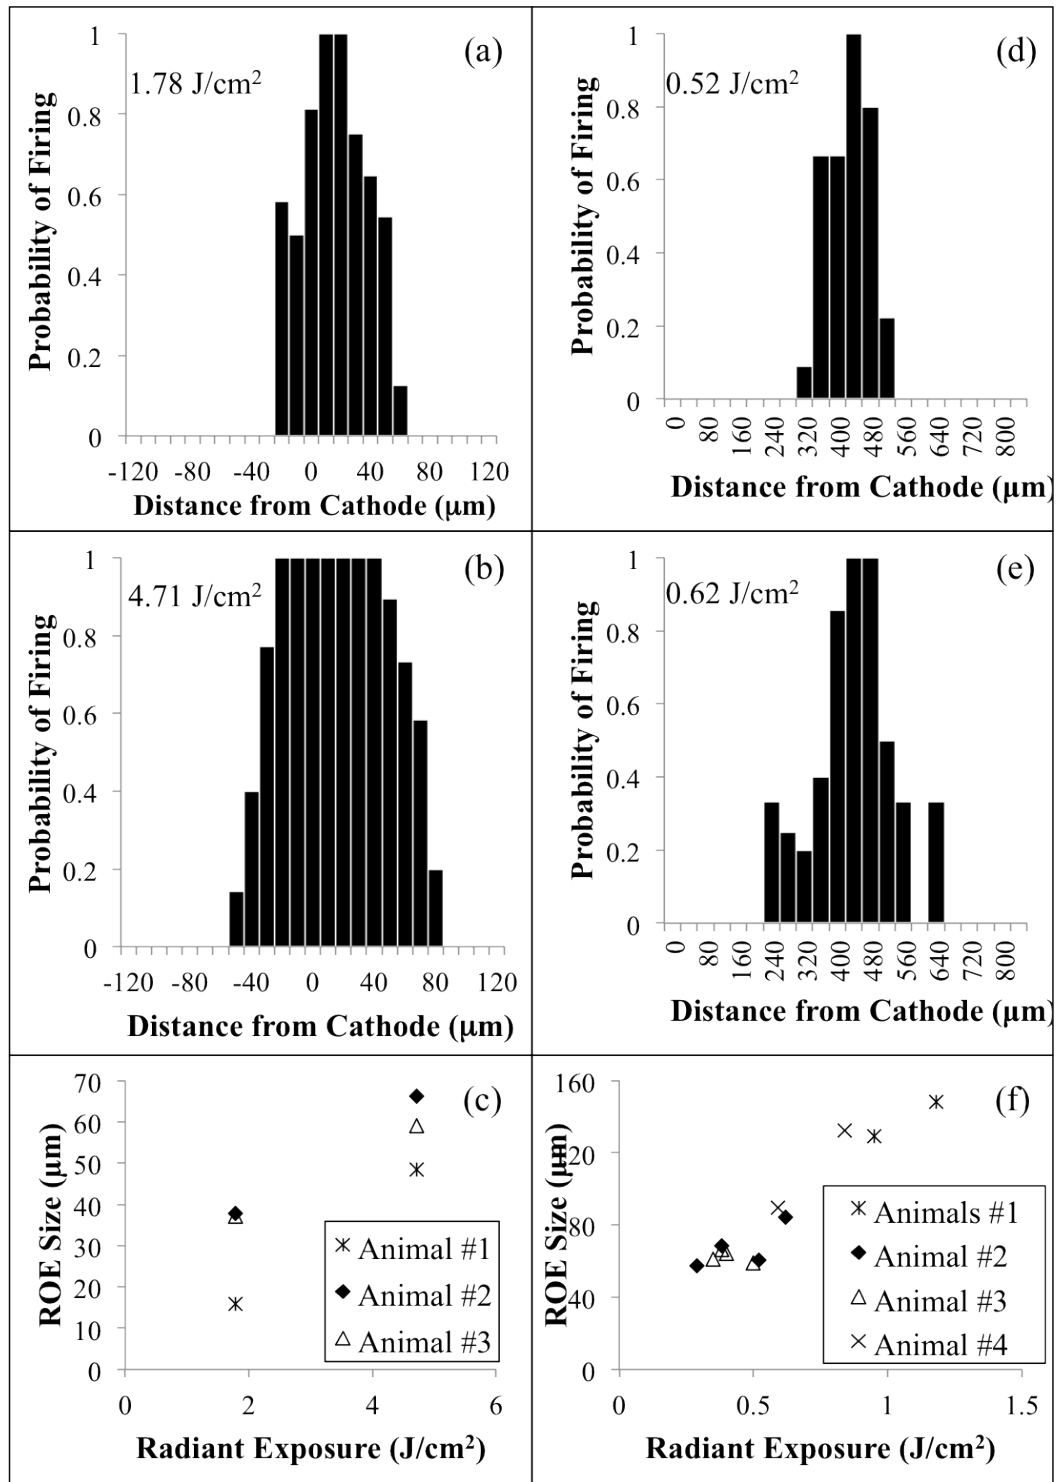 (a)
1.78 J/cm²
Probability of Firing
1
0.8
0.6
0.4
0.2
0
-120 -80 -40 0 40 80 120
Distance from Cathode (μm)
(d)
0.52 J/cm²
Probability of Firing
1
0.8
0.6
0.4
0.2
0
0 80 160 240 320 400 480 560 640 720 800
Distance from Cathode (μm)
(b)
4.71 J/cm²
Probability of Firing
1
0.8
0.6
0.4
0.2
0
-120 -80 -40 0 40 80 120
Distance from Cathode (μm)
(e)
0.62 J/cm²
Probability of Firing
1
0.8
0.6
0.4
0.2
0
0 80 160 240 320 400 480 560 640 720 800
Distance from Cathode (μm)
(c)
ROE Size (μm)
70
60
50
40
30
20
10
0
Animal #1
Animal #2
Animal #3
0 2 4 6
Radiant Exposure (J/cm²)
(f)
ROE Size (μm)
160
120
80
40
0
Animals #1
Animal #2
Animal #3
Animal #4
0 0.5 1 1.5
Radiant Exposure (J/cm²)